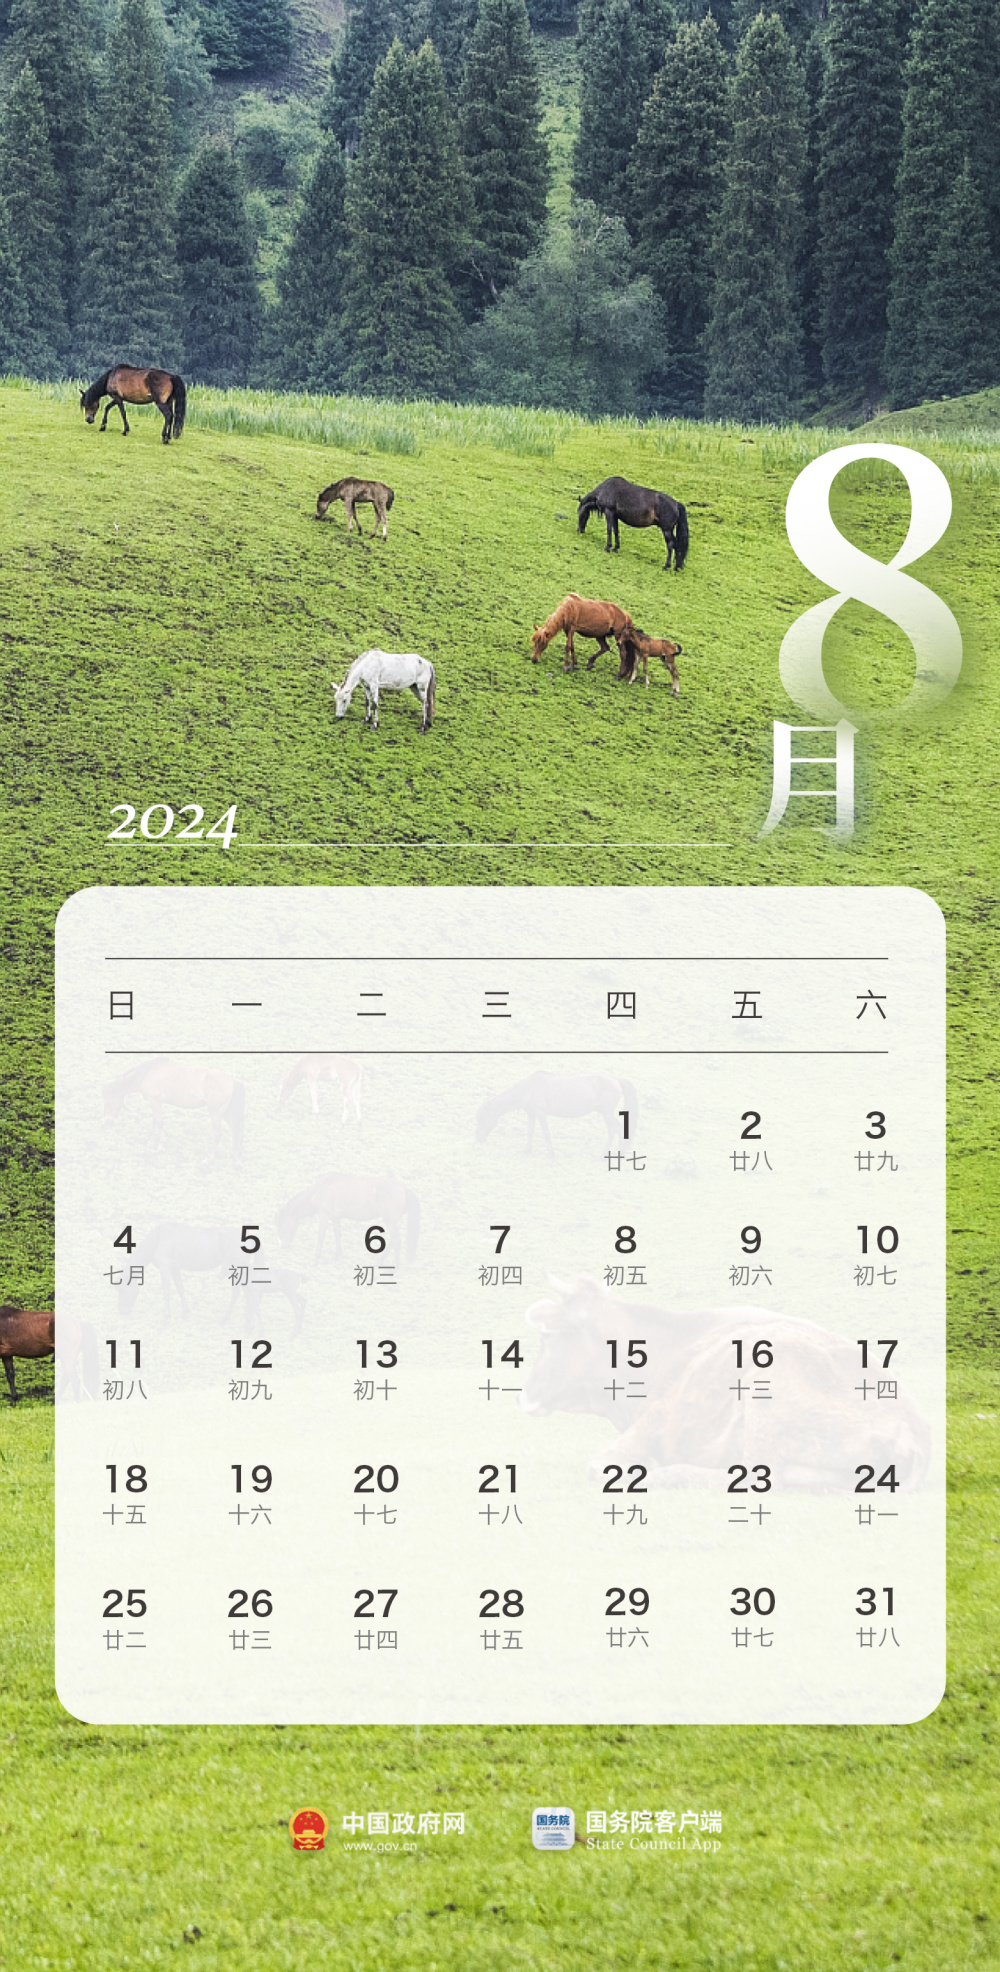 8
月
2024
日 一 二 三 四 五 六
1 2 3
廿七 廿八 廿九
4 5 6 7 8 9 10
七月 初二 初三 初四 初五 初六 初七
11 12 13 14 15 16 17
初八 初九 初十 十一 十二 十三 十四
18 19 20 21 22 23 24
十五 十六 十七 十八 十九 二十 廿一
25 26 27 28 29 30 31
廿二 廿三 廿四 廿五 廿六 廿七 廿八
中国政府网
www.gov.cn
国务院
国务院客户端
State Council App